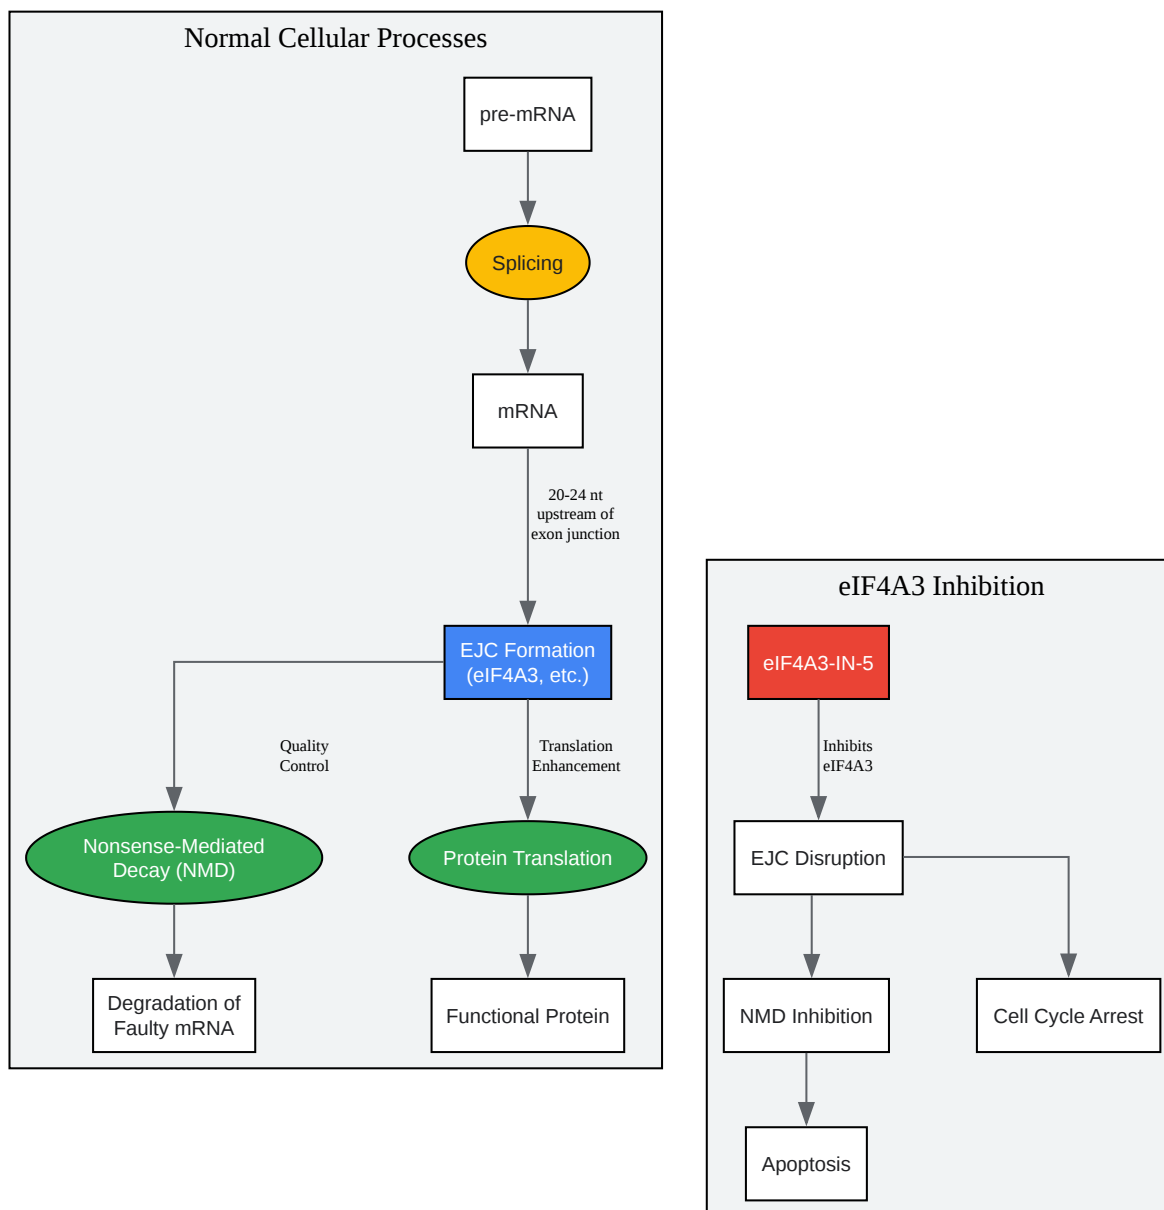 Normal Cellular Processes
pre-mRNA
Splicing
mRNA
20-24 nt
upstream of
exon junction
EJC Formation
(eIF4A3, etc.)
Quality
Control
Translation
Enhancement
Nonsense-Mediated
Decay (NMD)
Protein Translation
Degradation of
Faulty mRNA
Functional Protein
eIF4A3 Inhibition
eIF4A3-IN-5
Inhibits
eIF4A3
EJC Disruption
NMD Inhibition
Cell Cycle Arrest
Apoptosis